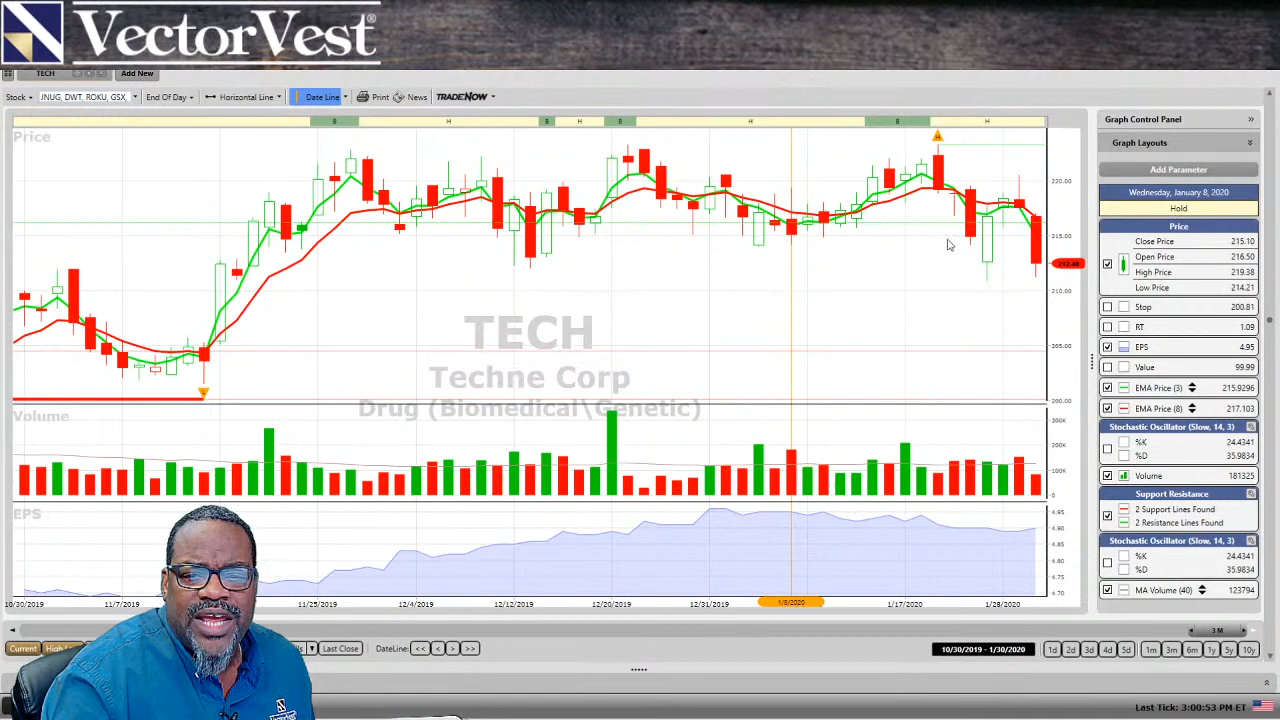 VectorVest®
TECH
Add New
Stock
JNUG, DWT, ROKU, GSX,
End Of Day
Horizontal Line
Date Line
Print
News
TRADENOW
Graph Control Panel
Graph Layouts
Add Parameter
Wednesday, January 8, 2020
Hold
Price
Close Price 215.10
Open Price 216.50
High Price 219.38
Low Price 214.21
Stop 200.81
RT 1.09
EPS 4.95
Value 99.99
EMA Price (3) 215.9296
EMA Price (8) 217.103
Stochastic Oscillator (Slow, 14, 3)
%K 24.4341
%D 35.9834
Volume 181325
Support Resistance
2 Support Lines Found
2 Resistance Lines Found
Stochastic Oscillator (Slow, 14, 3)
%K 24.4341
%D 35.9834
MA Volume (40) 123794
B H B H B H B H
Price
H
220.00
215.00
212.48
210.00
205.00
200.00
L
TECH
Techne Corp
Drug (Biomedical\Genetic)
Volume
300K
200K
100K
0
EPS
4.95
4.90
4.85
4.80
4.75
4.70
10/30/2019 11/7/2019 11/25/2019 12/4/2019 12/12/2019 12/20/2019 12/31/2019 1/8/2020 1/17/2020 1/28/2020
3 M
Current
Last Close
DateLine: << < > >>
10/30/2019 - 1/30/2020
1d 2d 3d 4d 5d 1m 3m 6m 1y 5y 10y
VectorVest
Last Tick: 3:00:53 PM ET